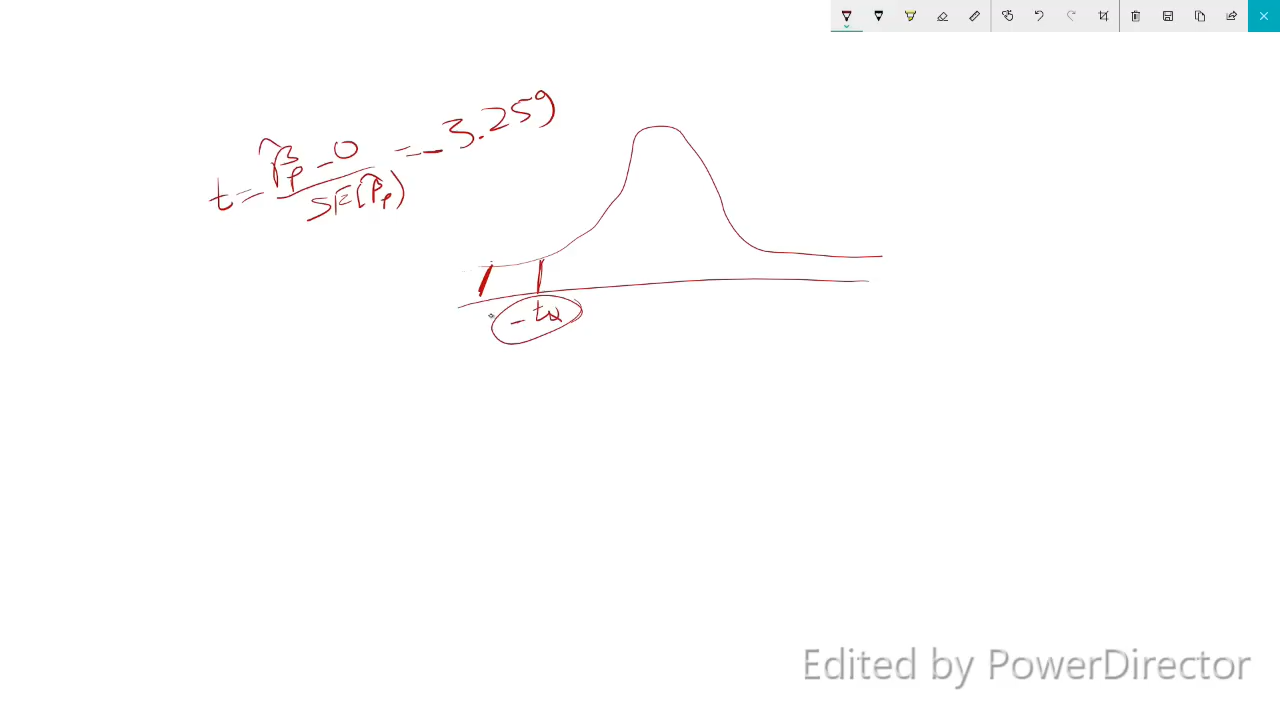 t = β̂p - 0 / SE(β̂p) = - 3.259
- tα
Edited by PowerDirector